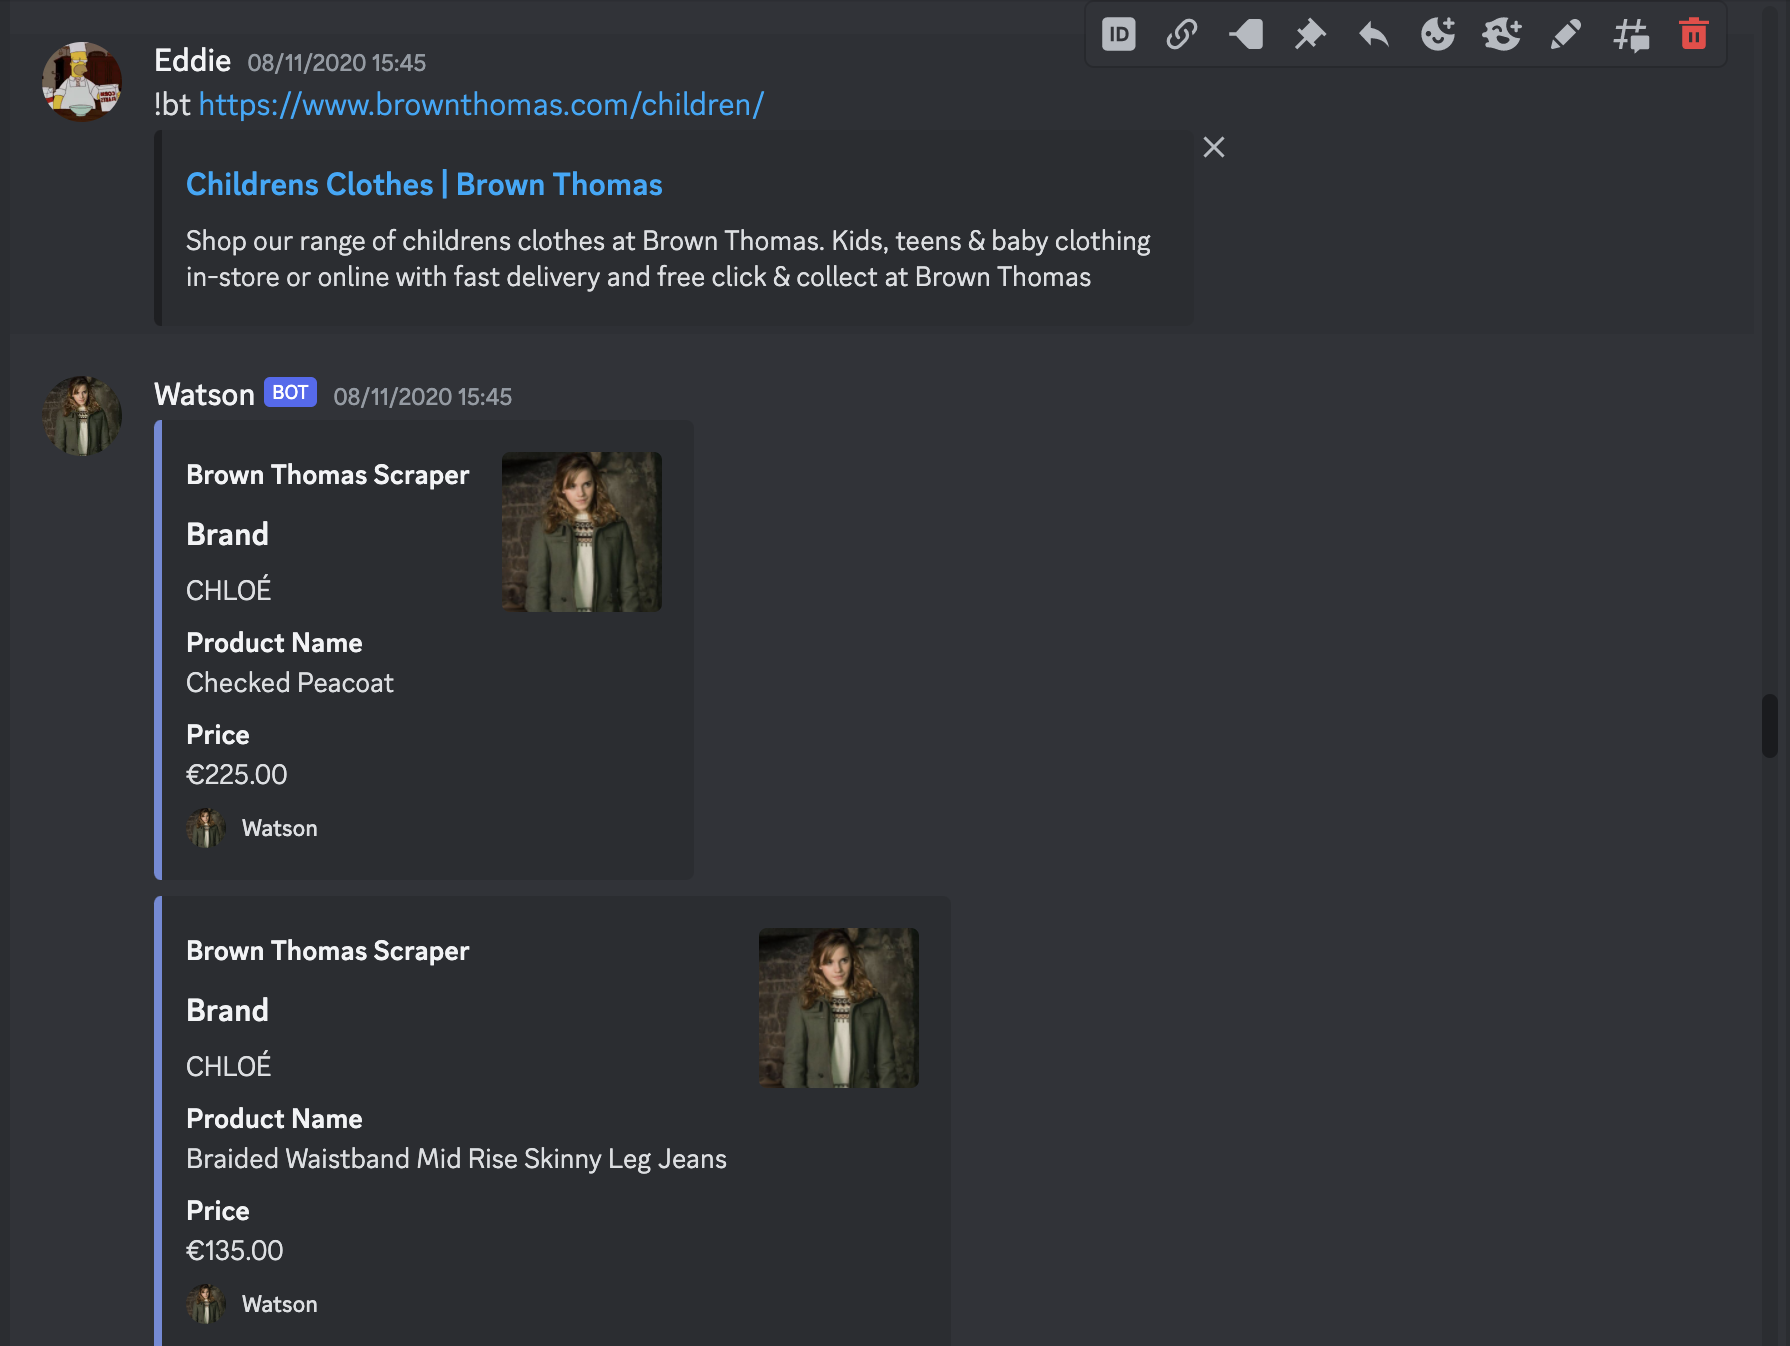 ID
Eddie 08/11/2020 15:45
!bt https://www.brownthomas.com/children/
Childrens Clothes | Brown Thomas
Shop our range of childrens clothes at Brown Thomas. Kids, teens & baby clothing
in-store or online with fast delivery and free click & collect at Brown Thomas
Watson BOT 08/11/2020 15:45
Brown Thomas Scraper
Brand
CHLOÉ
Product Name
Checked Peacoat
Price
€225.00
Watson
Brown Thomas Scraper
Brand
CHLOÉ
Product Name
Braided Waistband Mid Rise Skinny Leg Jeans
Price
€135.00
Watson